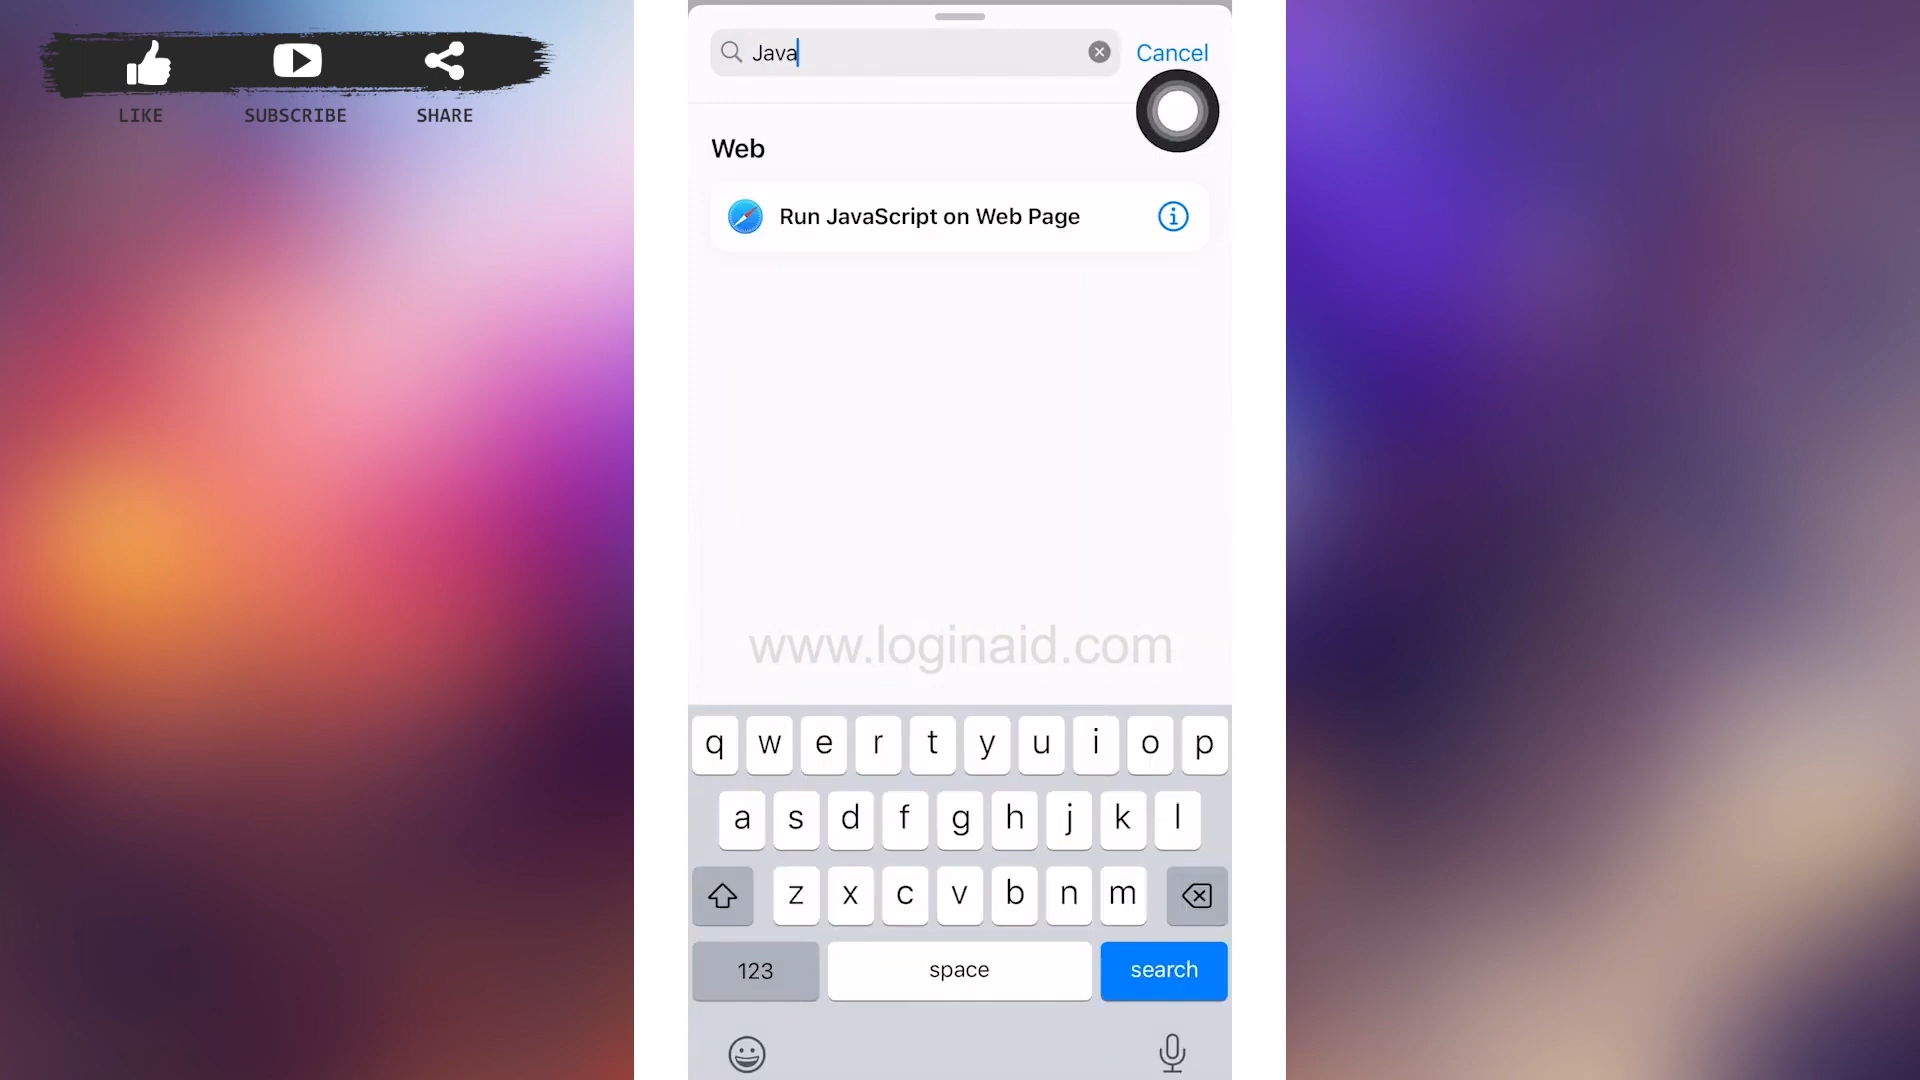 LIKE SUBSCRIBE SHARE
Java Cancel
Web
Run JavaScript on Web Page
www.loginaid.com
q w e r t y u i o p
a s d f g h j k l
z x c v b n m
123 space search